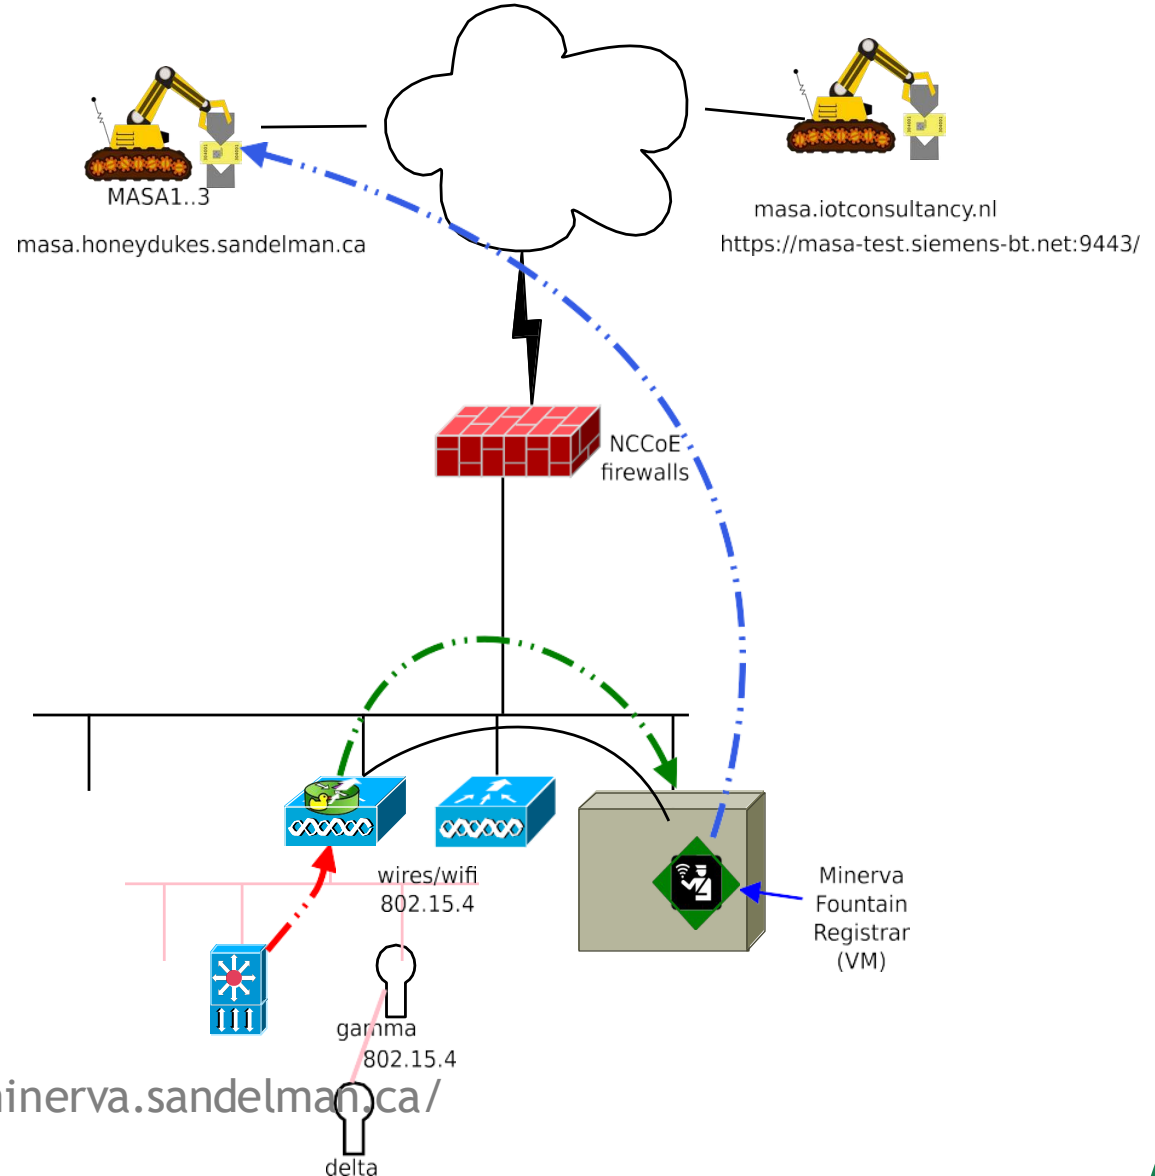 MASA1..3
masa.honeydukes.sandelman.ca
masa.iotconsultancy.nl
https://masa-test.siemens-bt.net:9443/
NCCoE
firewalls
wires/wifi
802.15.4
Minerva
Fountain
Registrar
(VM)
gamma
802.15.4
minerva.sandelman.ca/
delta